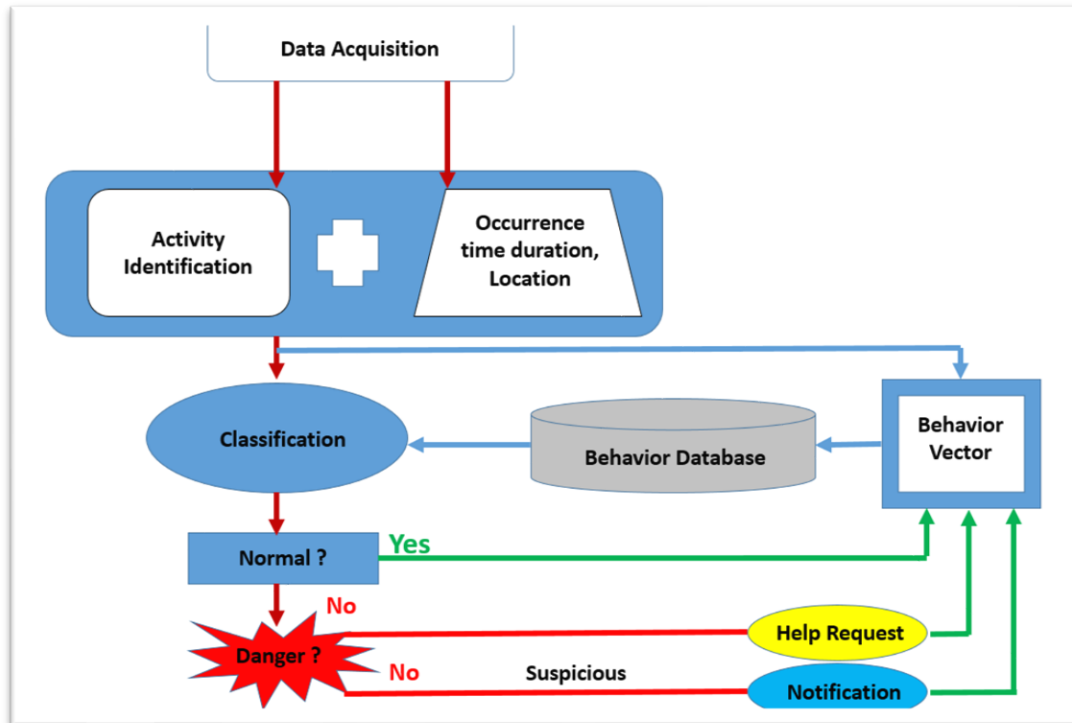 Data Acquisition
Activity
Identification
Occurrence
time duration,
Location
Classification
Behavior Database
Behavior
Vector
Normal ?
Yes
No
Danger ?
Help Request
No
Suspicious
Notification